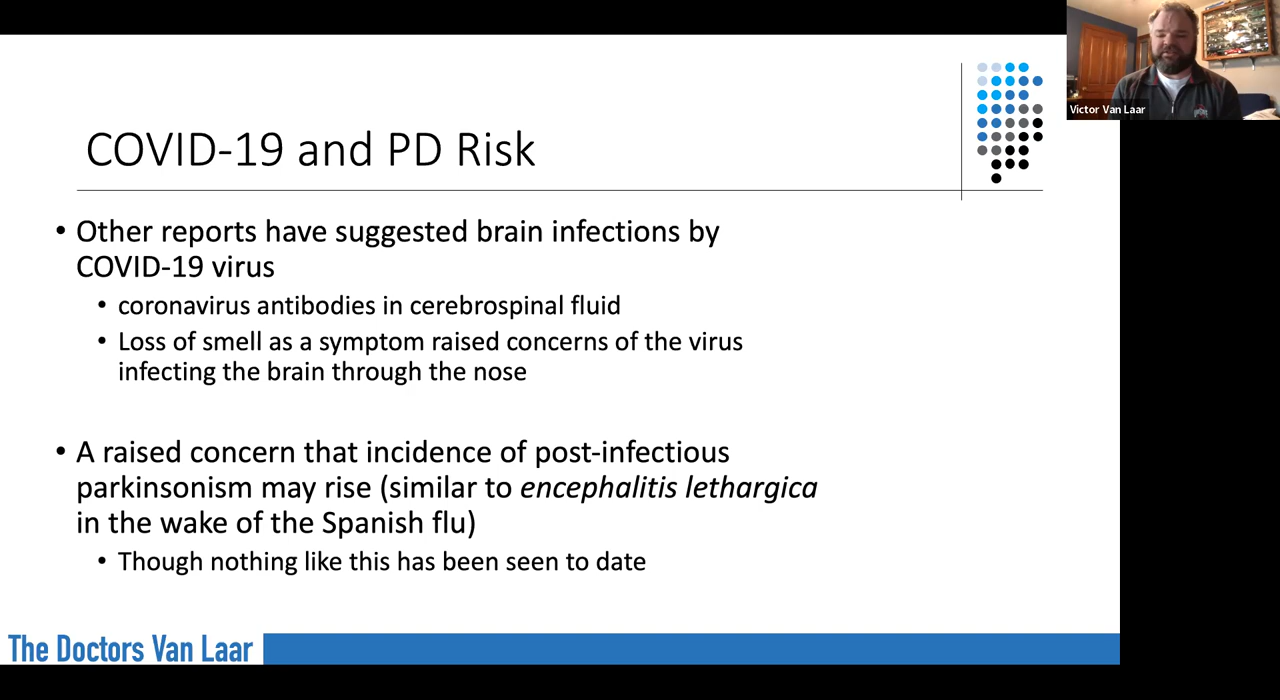 Victor Van Laar
COVID-19 and PD Risk
• Other reports have suggested brain infections by
COVID-19 virus
• coronavirus antibodies in cerebrospinal fluid
• Loss of smell as a symptom raised concerns of the virus
infecting the brain through the nose
• A raised concern that incidence of post-infectious
parkinsonism may rise (similar to encephalitis lethargica
in the wake of the Spanish flu)
• Though nothing like this has been seen to date
The Doctors Van Laar